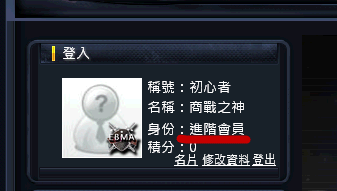 登入
稱號：初心者
名稱：商戰之神
身份：進階會員
積分：0
名片 修改資料 登出
EBMA